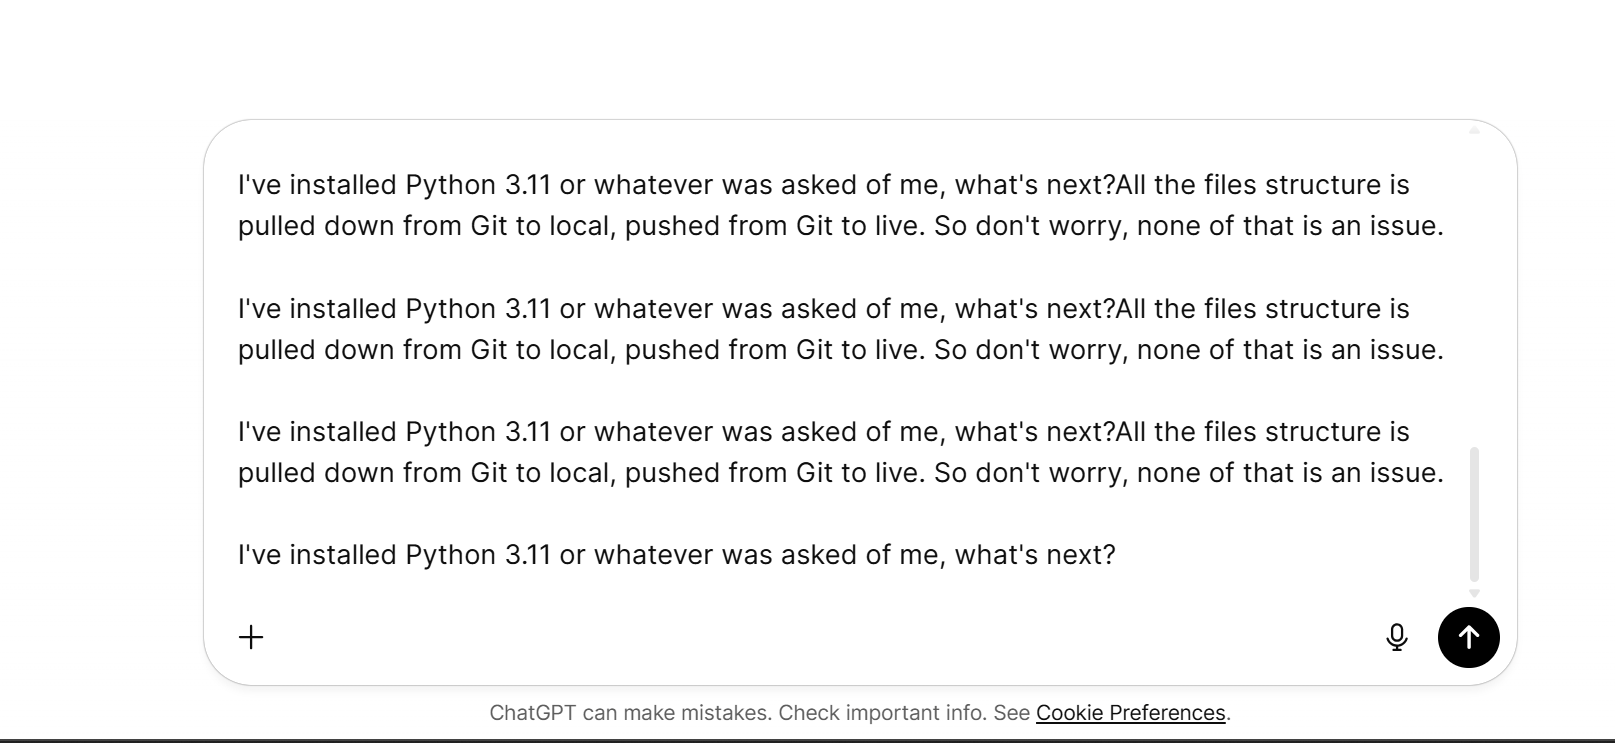 I've installed Python 3.11 or whatever was asked of me, what's next?All the files structure is
pulled down from Git to local, pushed from Git to live. So don't worry, none of that is an issue.
I've installed Python 3.11 or whatever was asked of me, what's next?All the files structure is
pulled down from Git to local, pushed from Git to live. So don't worry, none of that is an issue.
I've installed Python 3.11 or whatever was asked of me, what's next?All the files structure is
pulled down from Git to local, pushed from Git to live. So don't worry, none of that is an issue.
I've installed Python 3.11 or whatever was asked of me, what's next?
ChatGPT can make mistakes. Check important info. See Cookie Preferences.